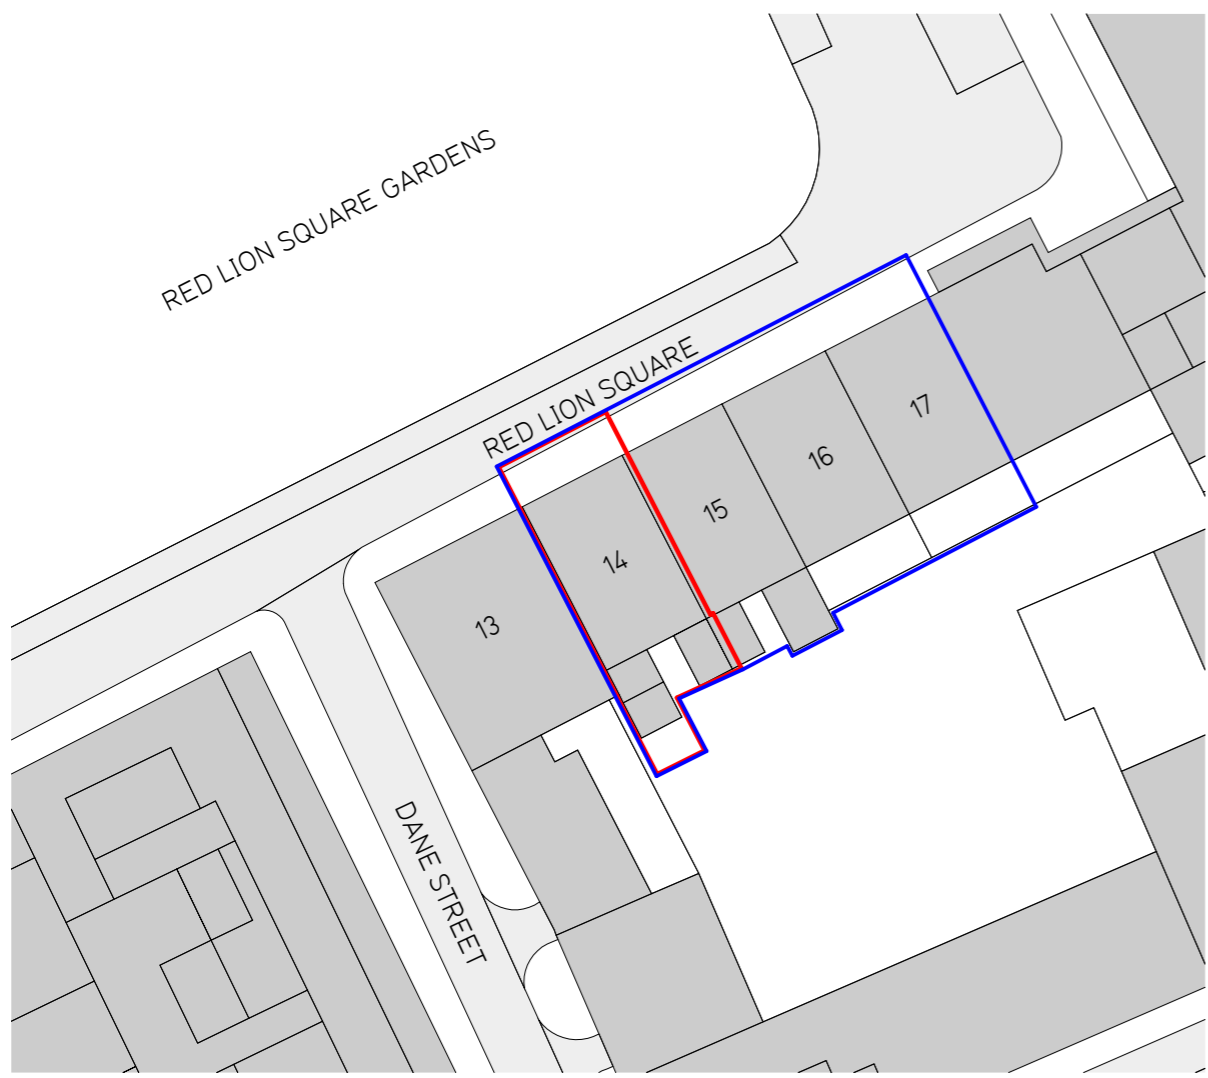 RED LION SQUARE GARDENS
RED LION SQUARE
17
16
15
14
13
DANE STREET